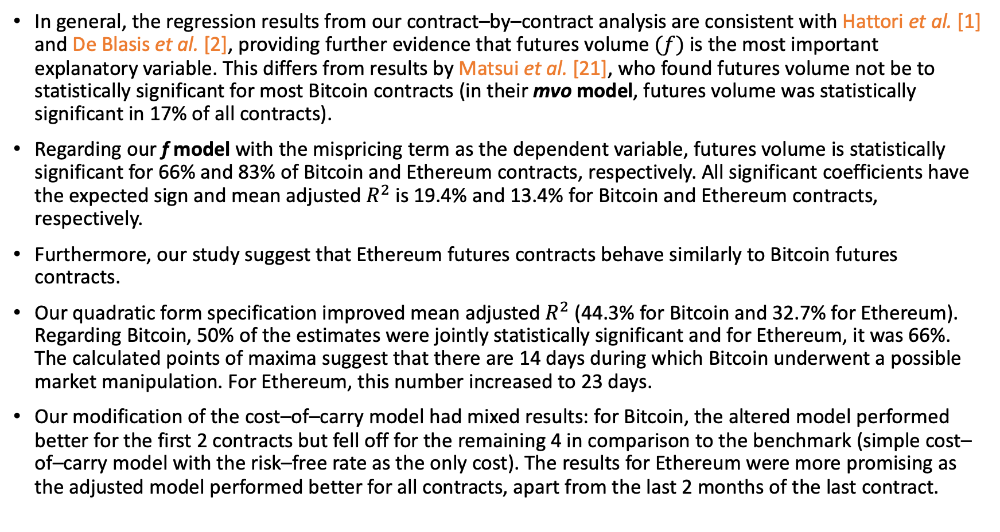 • In general, the regression results from our contract–by–contract analysis are consistent with Hattori et al. [1]
and De Blasis et al. [2], providing further evidence that futures volume (f) is the most important
explanatory variable. This differs from results by Matsui et al. [21], who found futures volume not be to
statistically significant for most Bitcoin contracts (in their mvo model, futures volume was statistically
significant in 17% of all contracts).
• Regarding our f model with the mispricing term as the dependent variable, futures volume is statistically
significant for 66% and 83% of Bitcoin and Ethereum contracts, respectively. All significant coefficients have
the expected sign and mean adjusted R² is 19.4% and 13.4% for Bitcoin and Ethereum contracts,
respectively.
• Furthermore, our study suggest that Ethereum futures contracts behave similarly to Bitcoin futures
contracts.
• Our quadratic form specification improved mean adjusted R² (44.3% for Bitcoin and 32.7% for Ethereum).
Regarding Bitcoin, 50% of the estimates were jointly statistically significant and for Ethereum, it was 66%.
The calculated points of maxima suggest that there are 14 days during which Bitcoin underwent a possible
market manipulation. For Ethereum, this number increased to 23 days.
• Our modification of the cost–of–carry model had mixed results: for Bitcoin, the altered model performed
better for the first 2 contracts but fell off for the remaining 4 in comparison to the benchmark (simple cost–
of–carry model with the risk–free rate as the only cost). The results for Ethereum were more promising as
the adjusted model performed better for all contracts, apart from the last 2 months of the last contract.